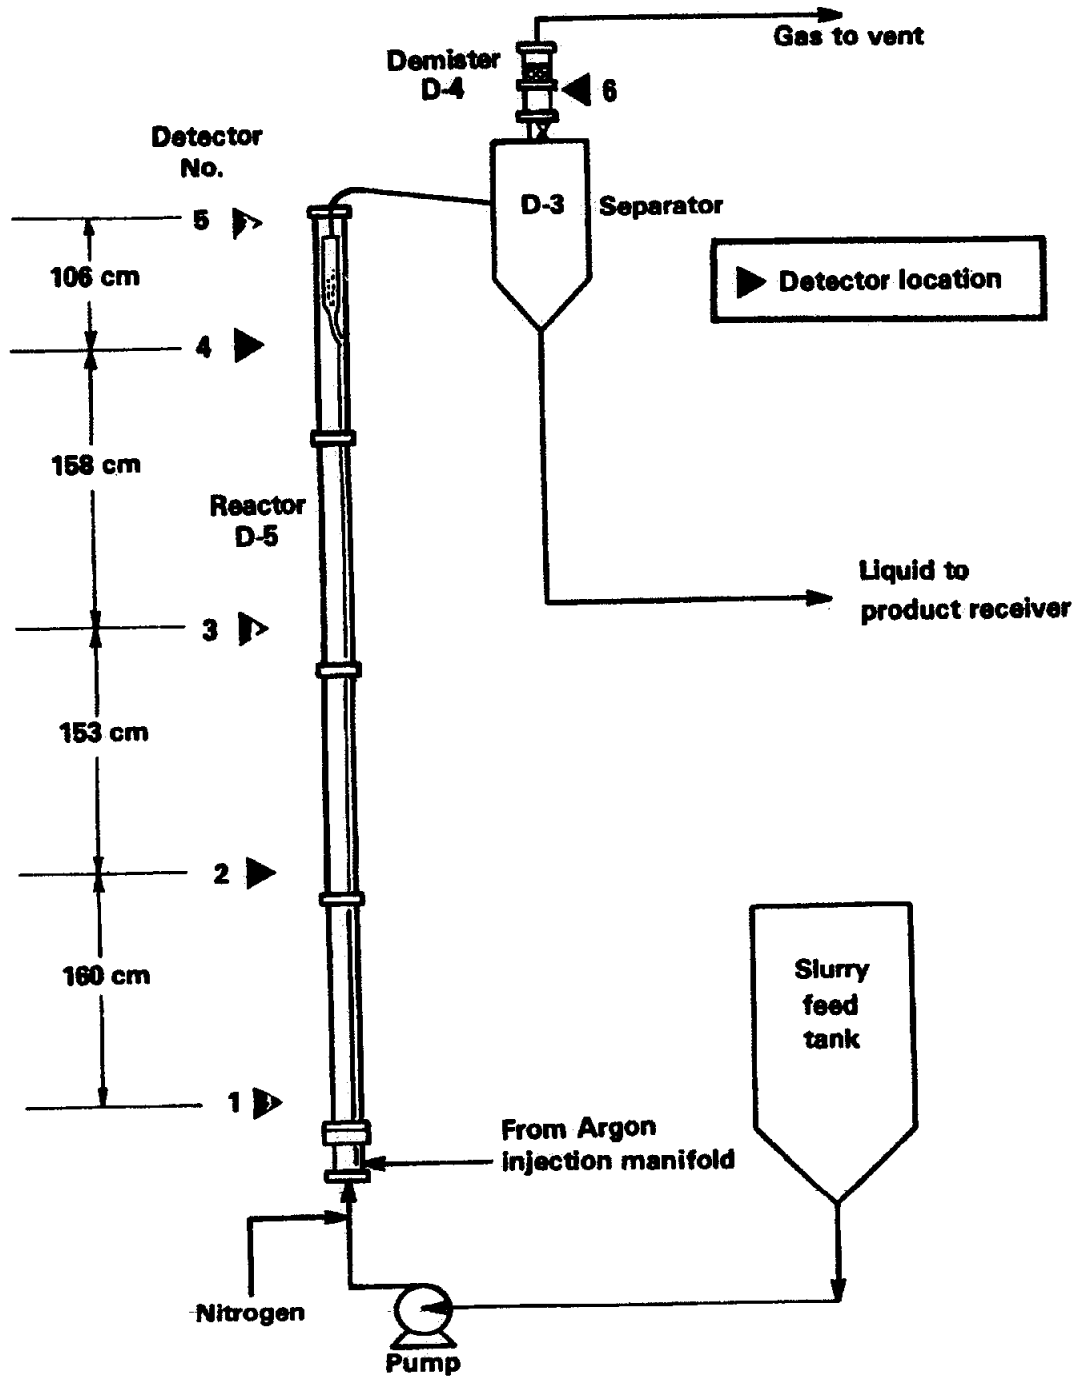 Gas to vent
Demister
D-4
6
Detector
No.
D-3
Separator
5
106 cm
Detector location
4
158 cm
Reactor
D-5
Liquid to
product receiver
3
153 cm
2
160 cm
Slurry
feed
tank
1
From Argon
injection manifold
Nitrogen
Pump